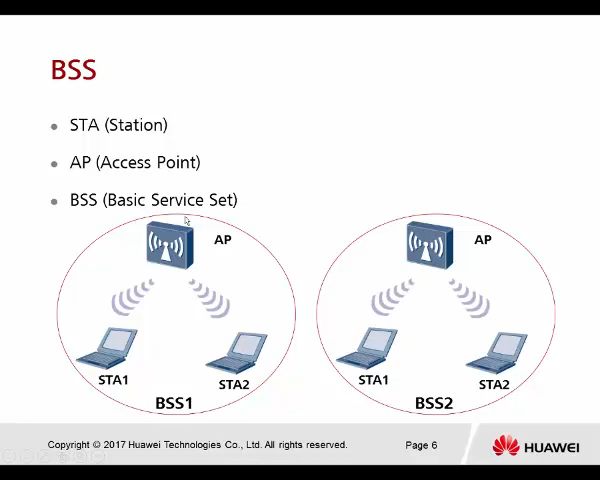 BSS
• STA (Station)
• AP (Access Point)
• BSS (Basic Service Set)
AP
AP
STA1
STA2
BSS1
STA1
STA2
BSS2
Copyright © 2017 Huawei Technologies Co., Ltd. All rights reserved.
Page 6
HUAWEI